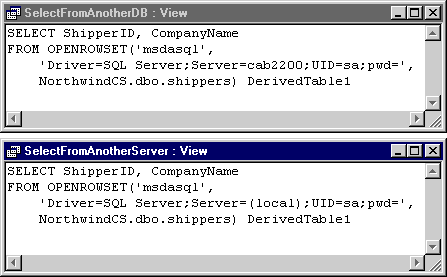 SelectFromAnotherDB : View
SELECT ShipperID, CompanyName
FROM OPENROWSET('msdasql',
'Driver=SQL Server;Server=cab2200;UID=sa;pwd=',
NorthwindDB.dbo.shippers) DerivedTable1
SelectFromAnotherServer : View
SELECT ShipperID, CompanyName
FROM OPENROWSET('msdasql',
'Driver=SQL Server;Server=(local);UID=sa;pwd=',
NorthwindCS.dbo.shippers) DerivedTable1